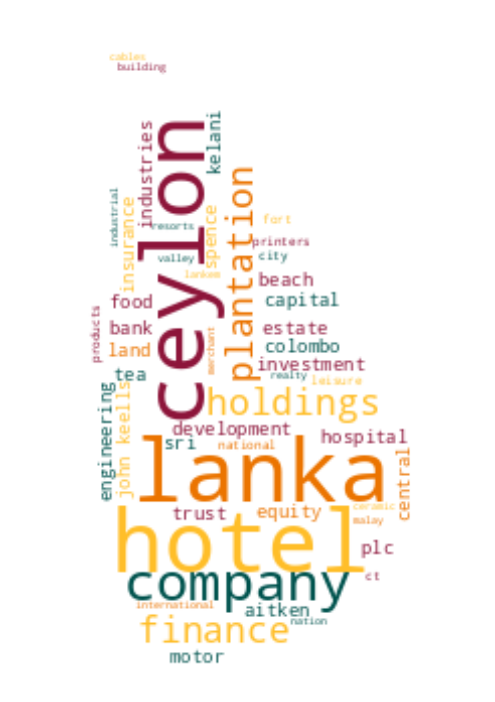 cables
building
ceylon
industries
kelani
plantation
industrial
insurance
resorts
spence
fort
printers
valley
city
lankem
beach
food
capital
products
bank
merchant
estate
land
colombo
investment
tea
realty
leisure
engineering
john keells
holdings
development
hospital
sri
national
lanka
central
trust
equity
ceramic
malay
hotel
plc
company
ct
international
aitken
finance
nation
motor